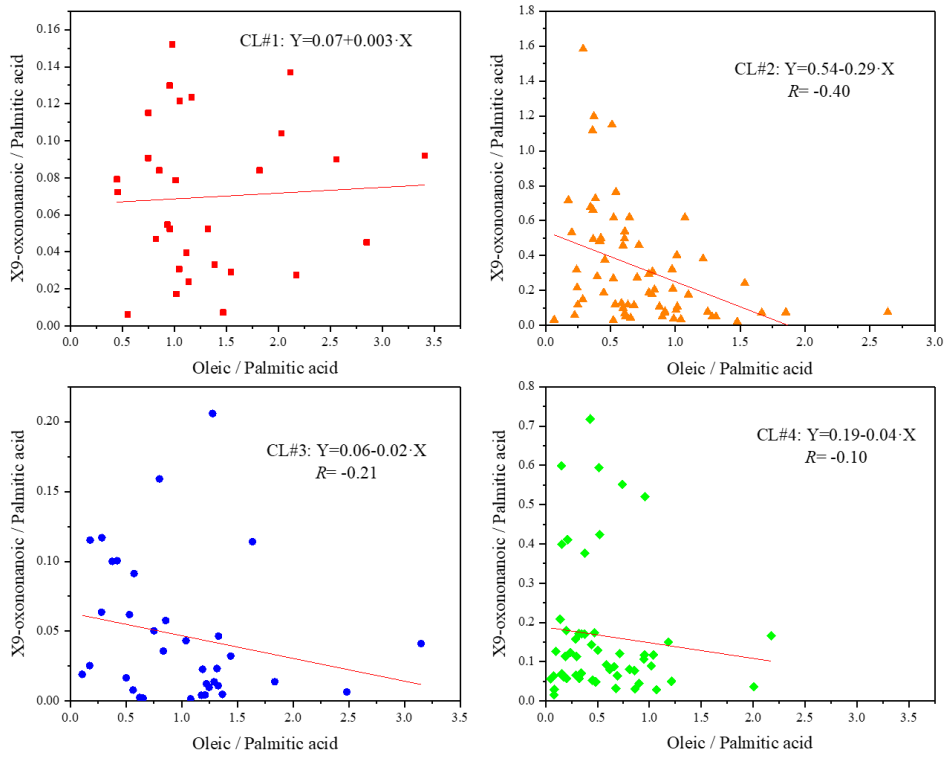 0.16
0.14
0.12
0.10
0.08
0.06
0.04
0.02
0.00
X9-oxononanoic / Palmitic acid
CL#1: Y=0.07+0.003·X
0.0 0.5 1.0 1.5 2.0 2.5 3.0 3.5
Oleic / Palmitic acid
1.8
1.6
1.4
1.2
1.0
0.8
0.6
0.4
0.2
0.0
X9-oxononanoic / Palmitic acid
CL#2: Y=0.54-0.29·X
R= -0.40
0.0 0.5 1.0 1.5 2.0 2.5 3.0
Oleic / Palmitic acid
0.20
0.15
0.10
0.05
0.00
X9-oxononanoic / Palmitic acid
CL#3: Y=0.06-0.02·X
R= -0.21
0.0 0.5 1.0 1.5 2.0 2.5 3.0 3.5
Oleic / Palmitic acid
0.8
0.7
0.6
0.5
0.4
0.3
0.2
0.1
0.0
X9-oxononanoic / Palmitic acid
CL#4: Y=0.19-0.04·X
R= -0.10
0.0 0.5 1.0 1.5 2.0 2.5 3.0 3.5
Oleic / Palmitic acid